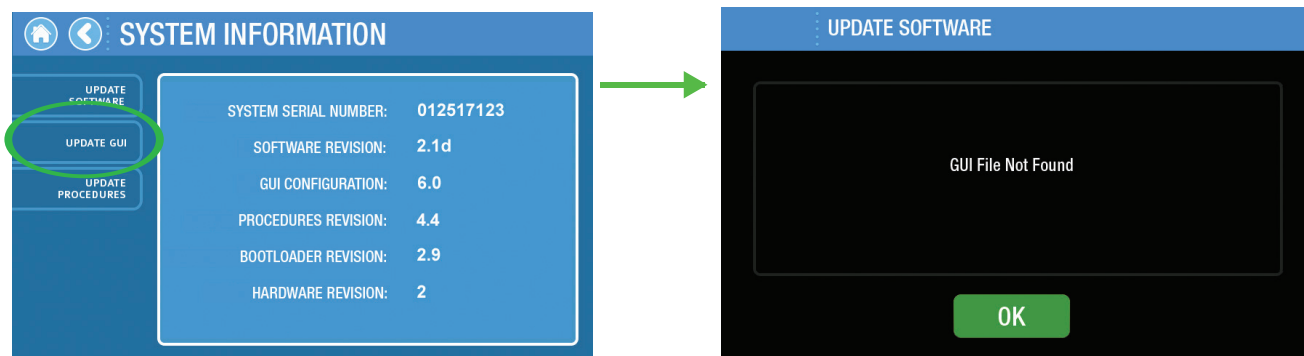 SYSTEM INFORMATION
UPDATE
SOFTWARE
UPDATE GUI
UPDATE
PROCEDURES
SYSTEM SERIAL NUMBER: 012517123
SOFTWARE REVISION: 2.1d
GUI CONFIGURATION: 6.0
PROCEDURES REVISION: 4.4
BOOTLOADER REVISION: 2.9
HARDWARE REVISION: 2
UPDATE SOFTWARE
GUI File Not Found
OK